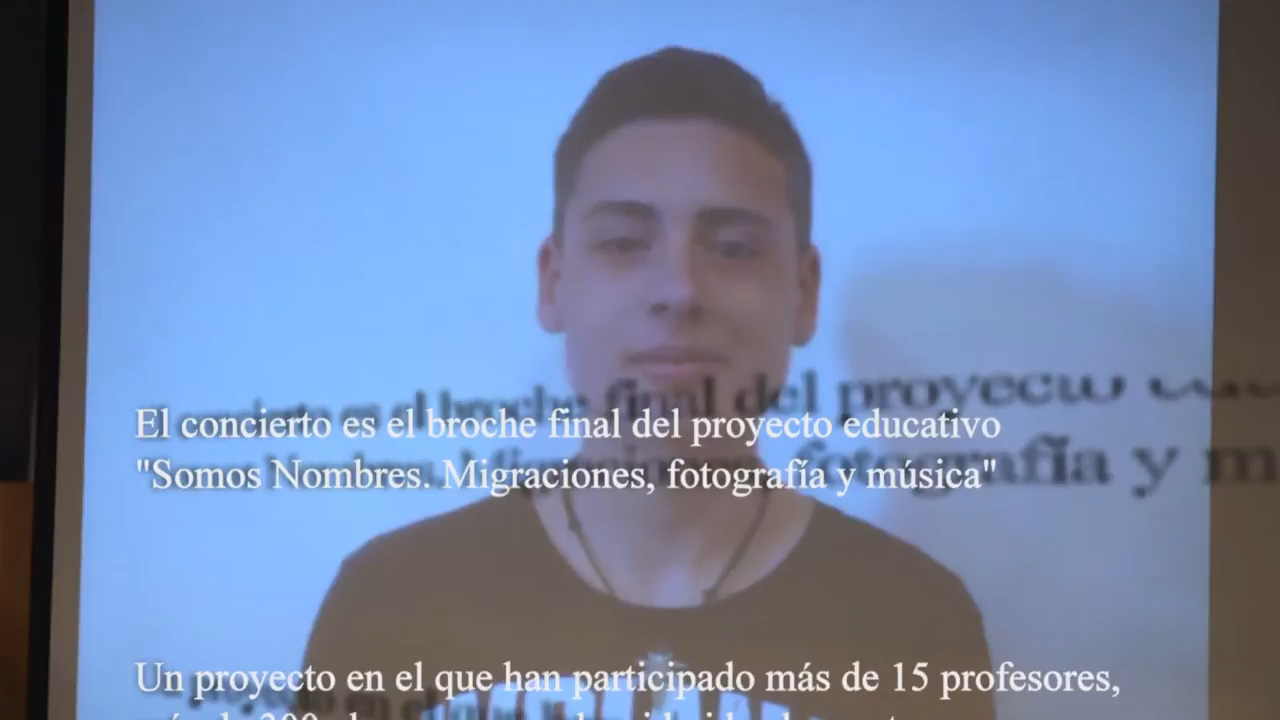 El concierto es el broche final del proyecto educativo
"Somos Nombres. Migraciones, fotografía y música"
Un proyecto en el que han participado más de 15 profesores,